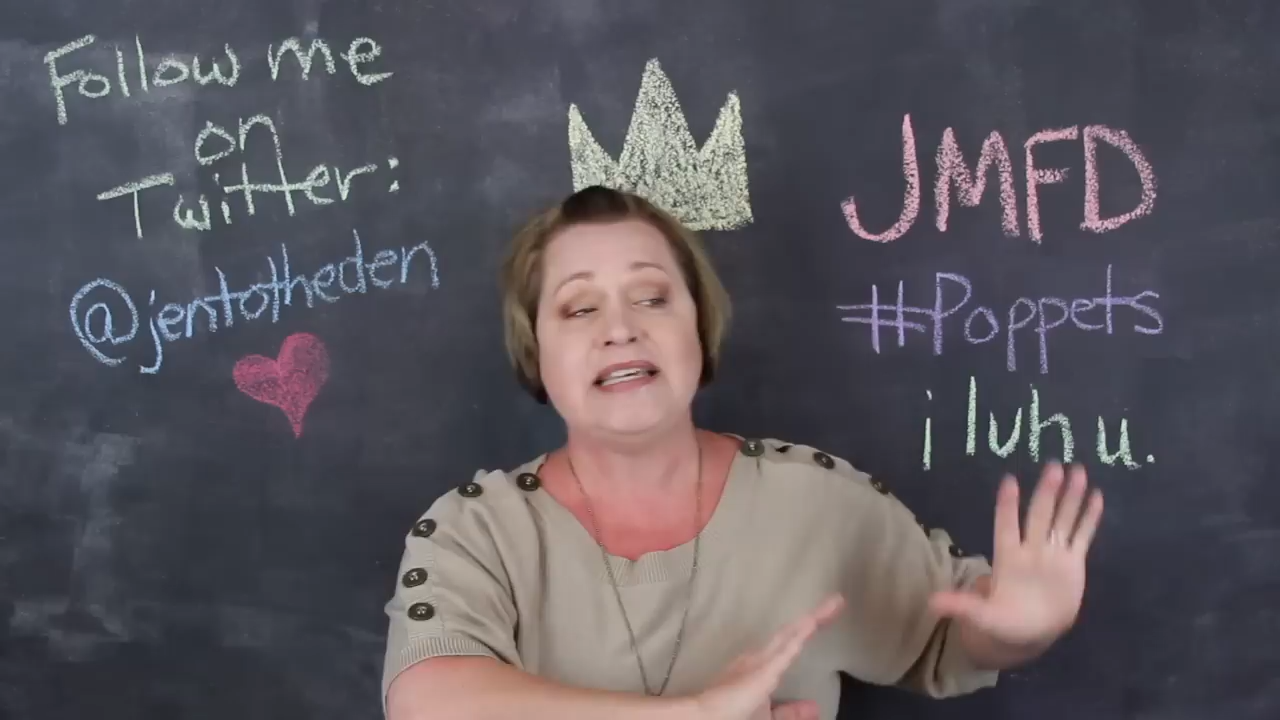 Follow me
on
Twitter:
@jentotheden
JMFD
#Poppets
i luh u.